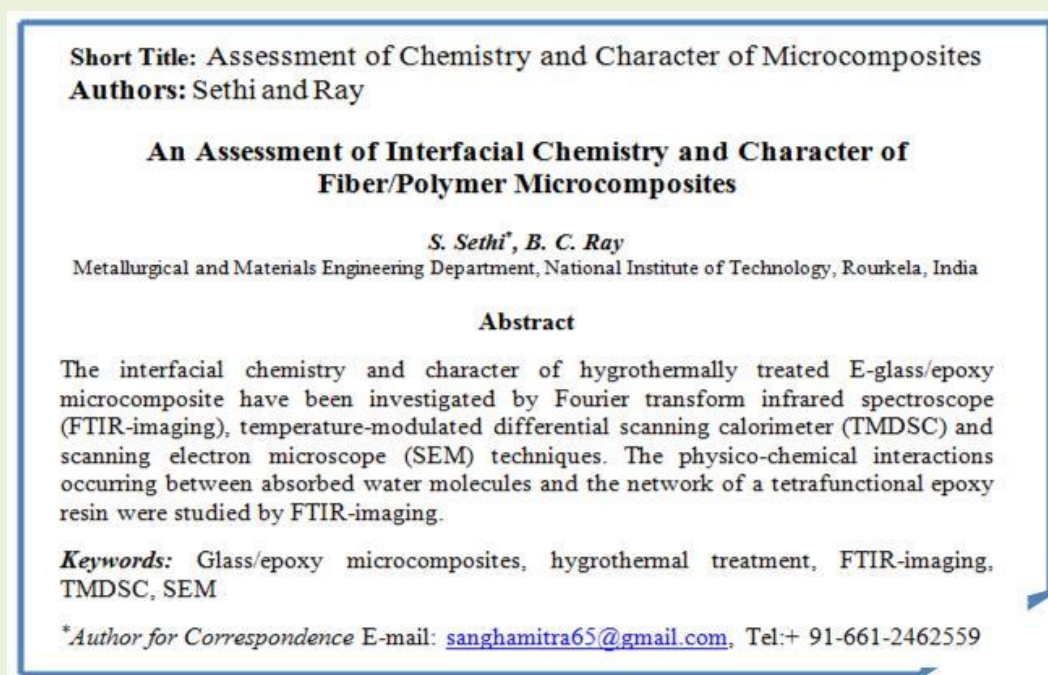 Short Title: Assessment of Chemistry and Character of Microcomposites
Authors: Sethi and Ray
An Assessment of Interfacial Chemistry and Character of
Fiber/Polymer Microcomposites
S. Sethi*, B. C. Ray
Metallurgical and Materials Engineering Department, National Institute of Technology, Rourkela, India
Abstract
The interfacial chemistry and character of hygrothermally treated E-glass/epoxy
microcomposite have been investigated by Fourier transform infrared spectroscope
(FTIR-imaging), temperature-modulated differential scanning calorimeter (TMDSC) and
scanning electron microscope (SEM) techniques. The physico-chemical interactions
occurring between absorbed water molecules and the network of a tetrafunctional epoxy
resin were studied by FTIR-imaging.
Keywords: Glass/epoxy microcomposites, hygrothermal treatment, FTIR-imaging,
TMDSC, SEM
*Author for Correspondence E-mail: sanghamitra65@gmail.com, Tel:+ 91-661-2462559